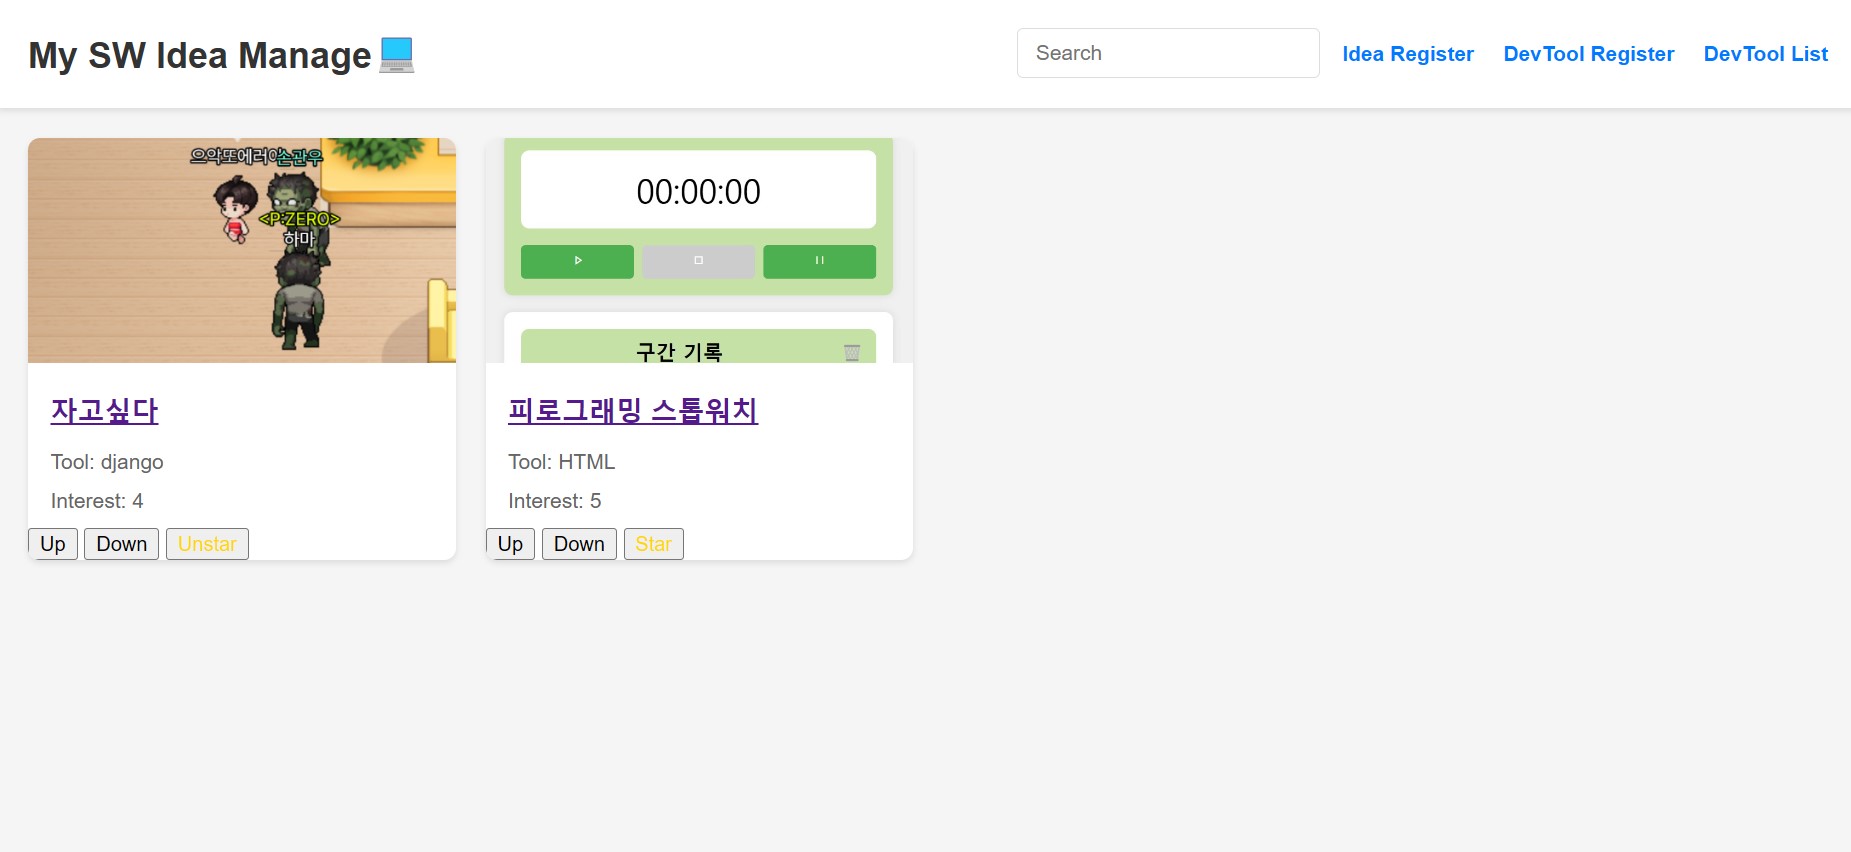 My SW Idea Manage
Search
Idea Register
DevTool Register
DevTool List
으악또에러야
손관우
<P:ZERO>
하마
자고싶다
Tool: django
Interest: 4
Up
Down
Unstar
00:00:00
구간 기록
피로그래밍 스톱워치
Tool: HTML
Interest: 5
Up
Down
Star